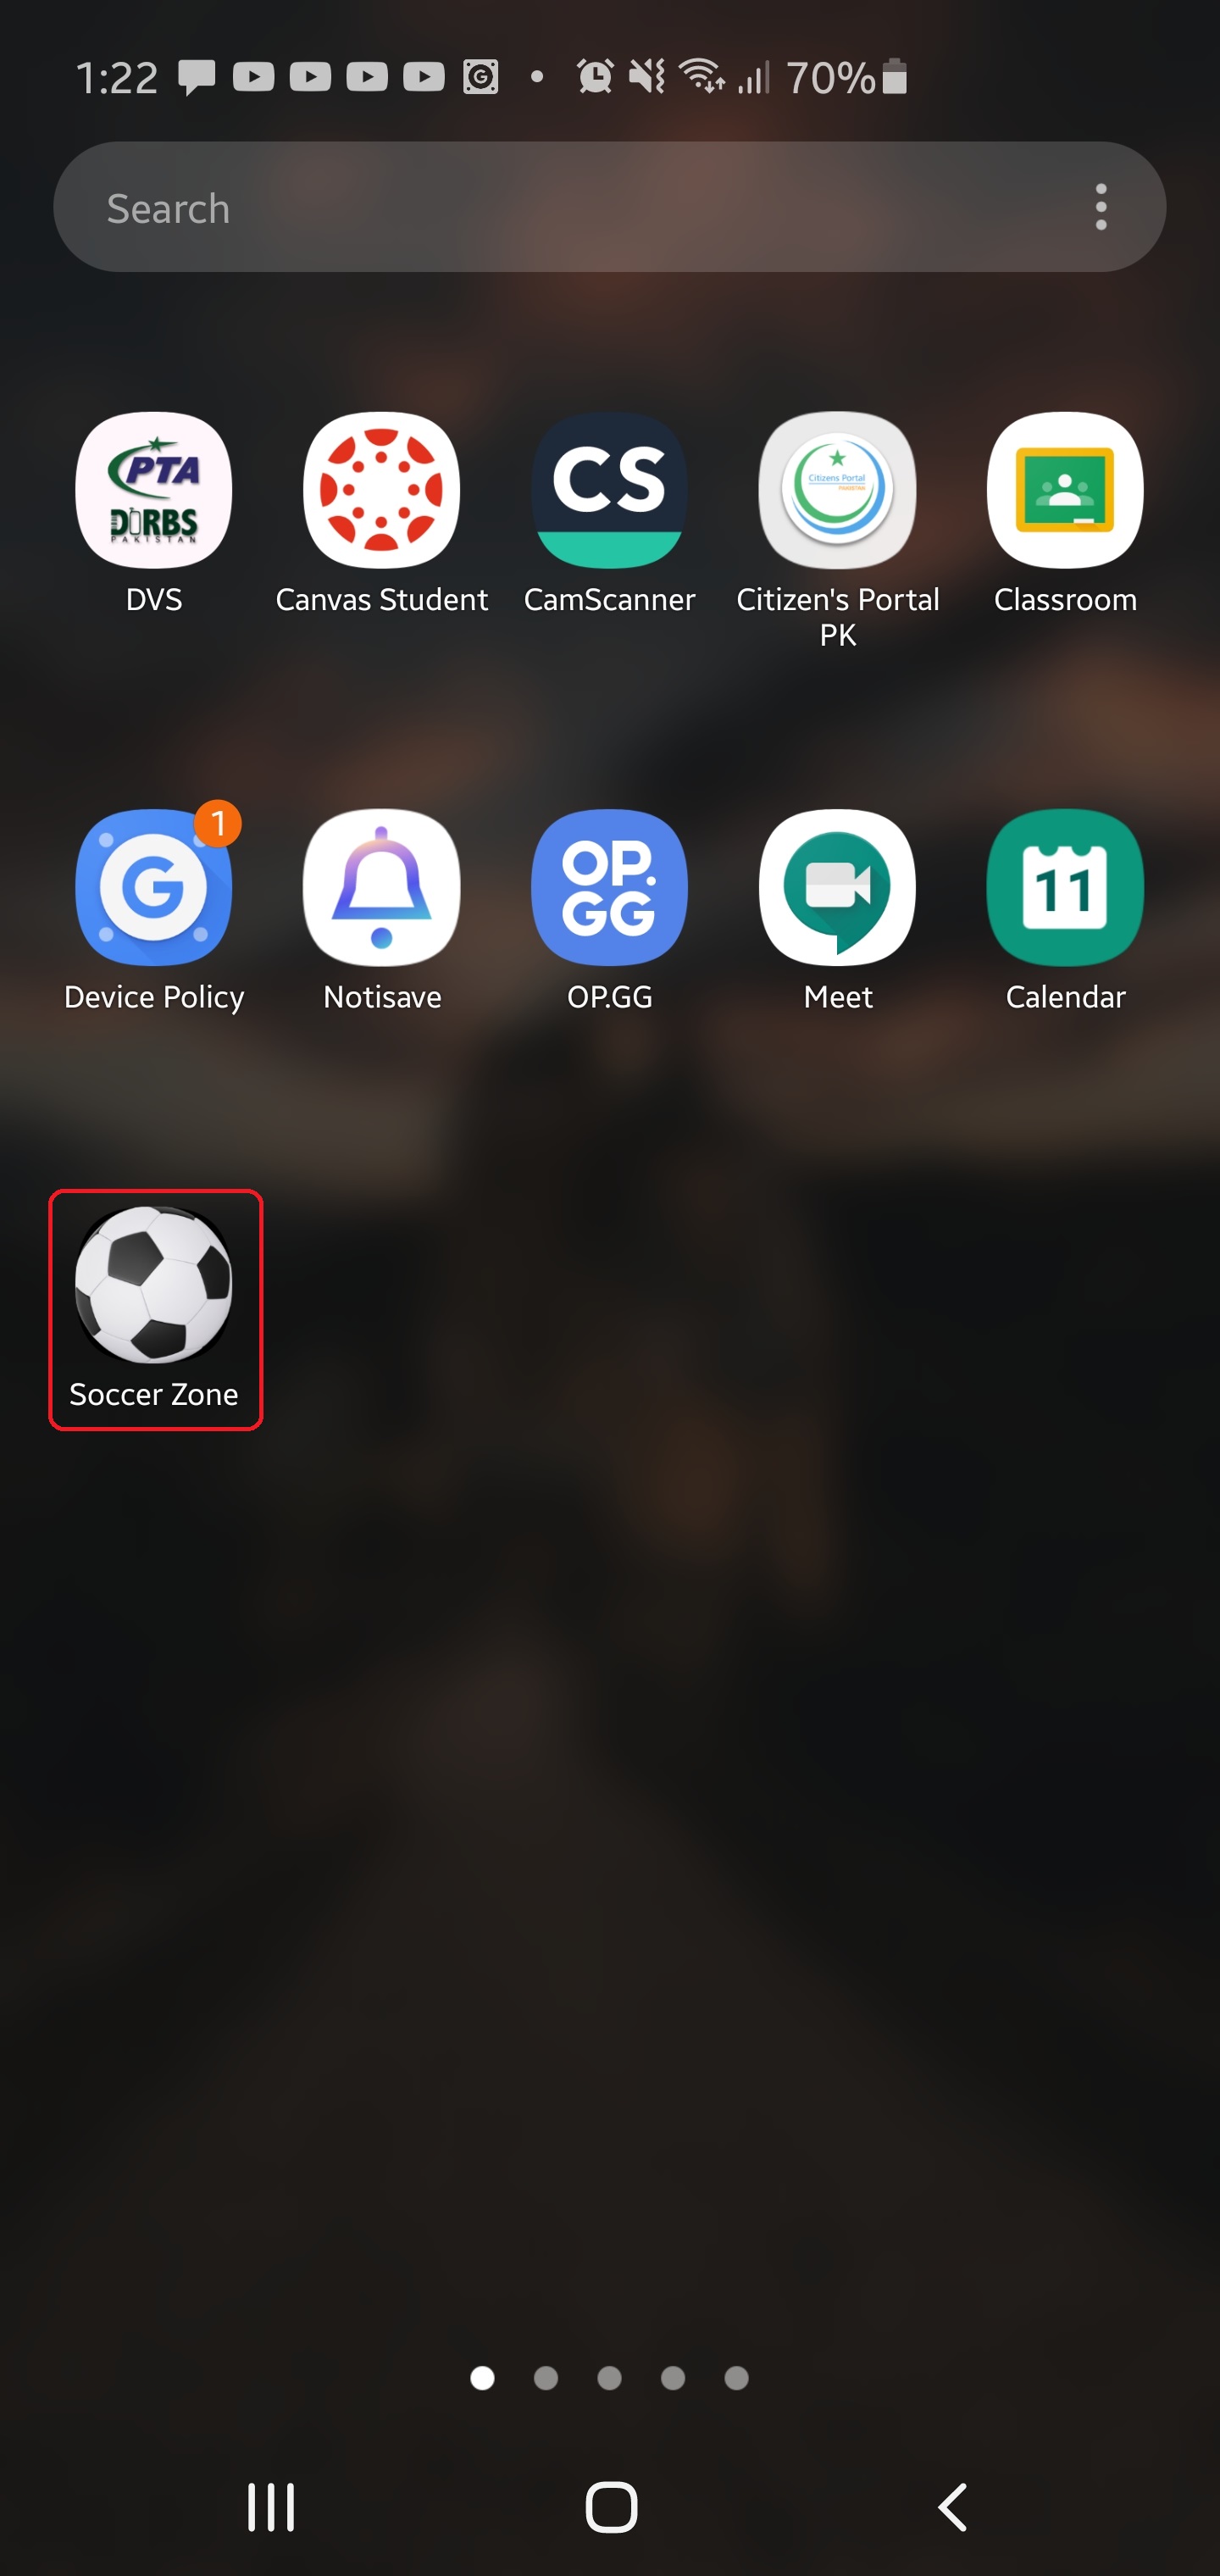 1:22 70%
Search
PTA
DIRBS
PAKISTAN
CS
Citizens Portal
DVS Canvas Student CamScanner Citizen's Portal PK Classroom
1
G
OP.
GG
11
Device Policy Notisave OP.GG Meet Calendar
Soccer Zone